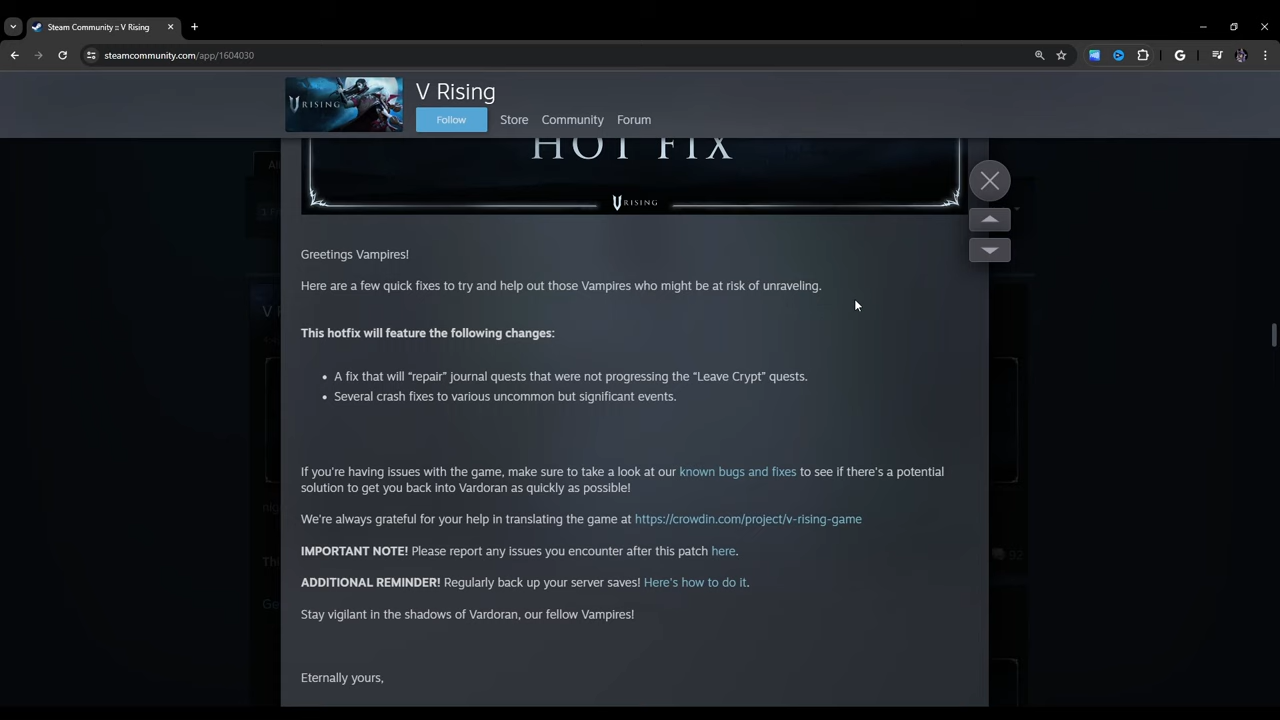 Steam Community :: V Rising
steamcommunity.com/app/1604030
V RISING
V Rising
Follow Store Community Forum
HOT FIX
V RISING
Greetings Vampires!
Here are a few quick fixes to try and help out those Vampires who might be at risk of unraveling.
This hotfix will feature the following changes:
• A fix that will “repair” journal quests that were not progressing the “Leave Crypt” quests.
• Several crash fixes to various uncommon but significant events.
If you’re having issues with the game, make sure to take a look at our known bugs and fixes to see if there’s a potential
solution to get you back into Vardoran as quickly as possible!
We’re always grateful for your help in translating the game at https://crowdin.com/project/v-rising-game
IMPORTANT NOTE! Please report any issues you encounter after this patch here.
92
ADDITIONAL REMINDER! Regularly back up your server saves! Here’s how to do it.
Stay vigilant in the shadows of Vardoran, our fellow Vampires!
Eternally yours,